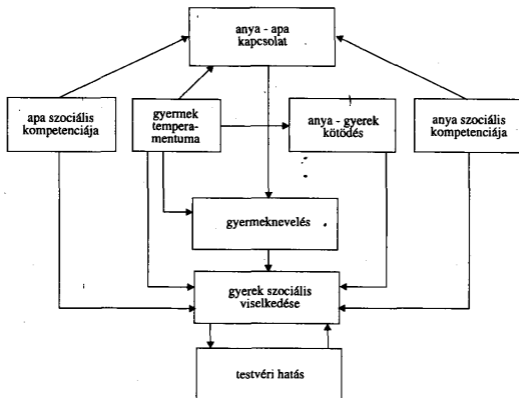 anya - apa
kapcsolat
apa szociális
kompetenciája
gyermek
tempera-
mentuma
anya - gyerek
kötődés
anya szociális
kompetenciája
gyermeknevelés
gyerek szociális
viselkedése
testvéri hatás